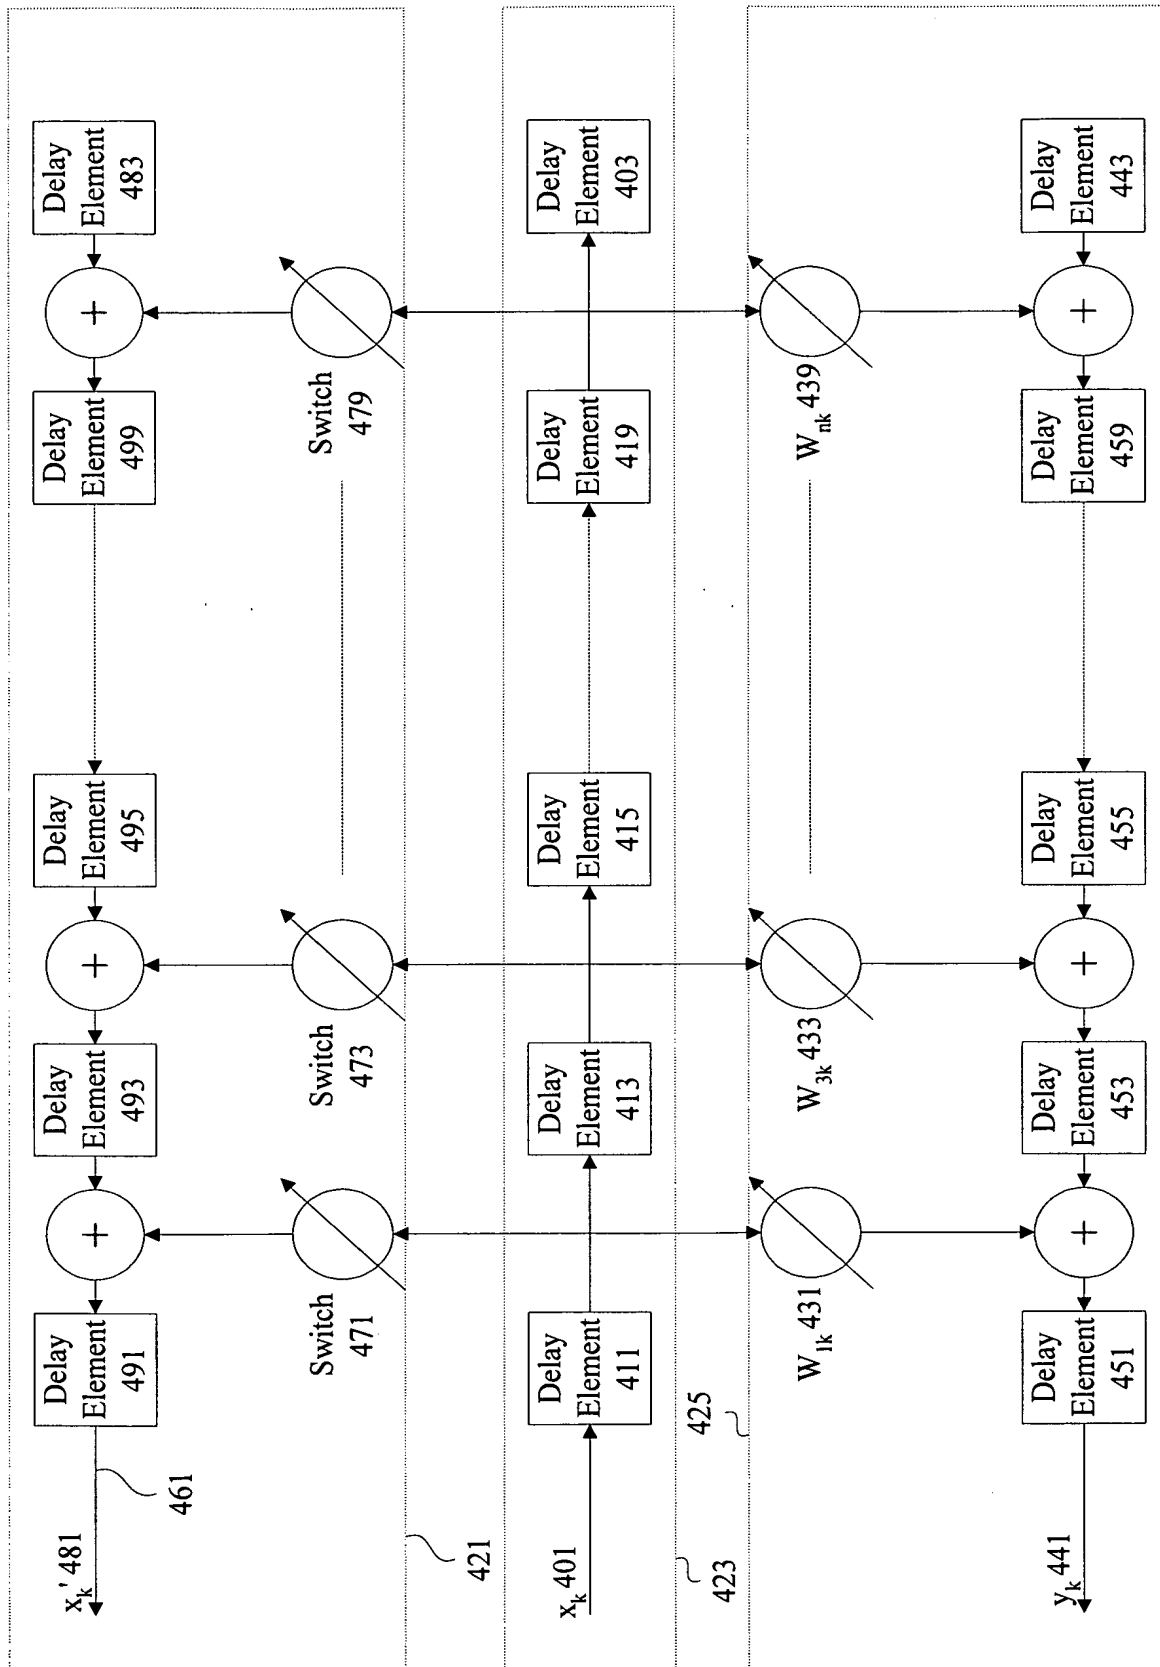 x_k' 481
461
Delay
Element
491
Delay
Element
493
Delay
Element
495
Delay
Element
499
Delay
Element
483
+
+
+
Switch
471
Switch
473
Switch
479
421
x_k 401
Delay
Element
411
Delay
Element
413
Delay
Element
415
Delay
Element
419
Delay
Element
403
423
425
W_1k 431
W_3k 433
W_nk 439
y_k 441
Delay
Element
451
Delay
Element
453
Delay
Element
455
Delay
Element
459
Delay
Element
443
+
+
+